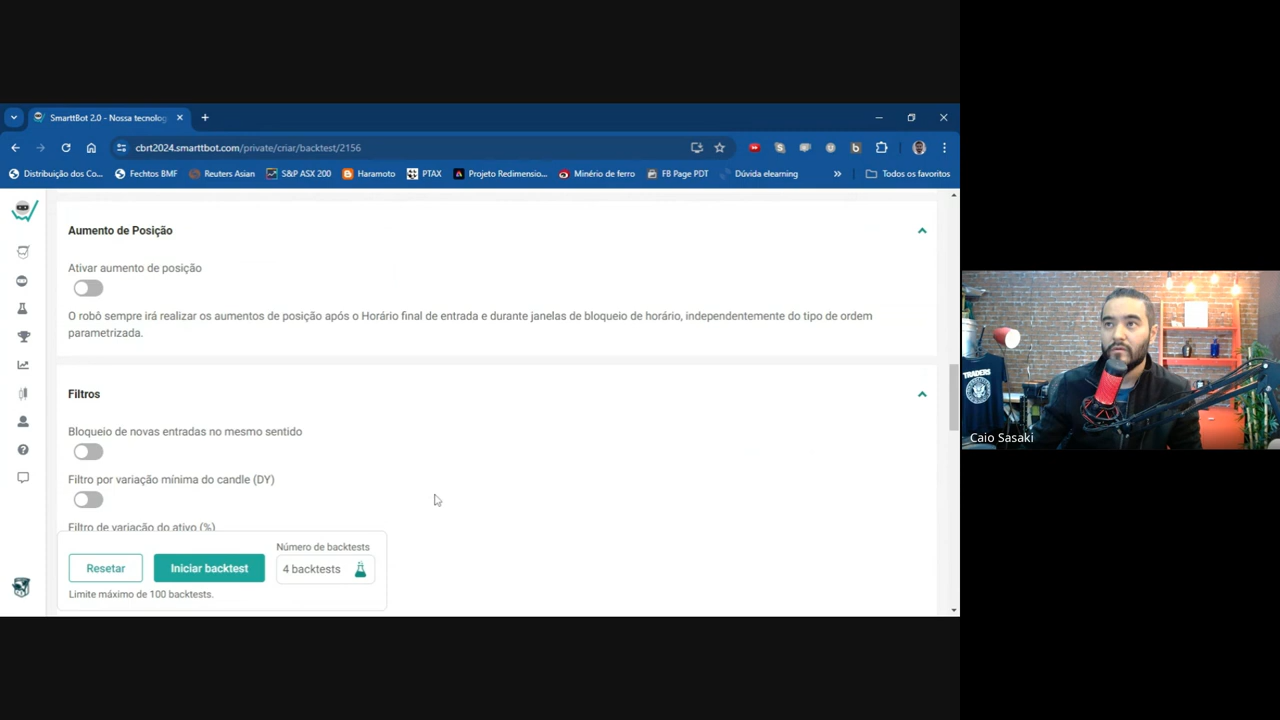 SmarttBot 2.0 - Nossa tecnolog
cbrt2024.smarttbot.com/private/criar/backtest/2156
Distribuição dos Co...
Fechtos BMF
Reuters Asian
S&P ASX 200
Haramoto
PTAX
Projeto Redimensio...
Minério de ferro
FB Page PDT
Dúvida elearning
»
Todos os favoritos
Aumento de Posição
Ativar aumento de posição
O robô sempre irá realizar os aumentos de posição após o Horário final de entrada e durante janelas de bloqueio de horário, independentemente do tipo de ordem
parametrizada.
Filtros
Bloqueio de novas entradas no mesmo sentido
Filtro por variação mínima do candle (DY)
Filtro de variação do ativo (%)
Número de backtests
Resetar
Iniciar backtest
4 backtests
Limite máximo de 100 backtests.
TRADERS
Caio Sasaki